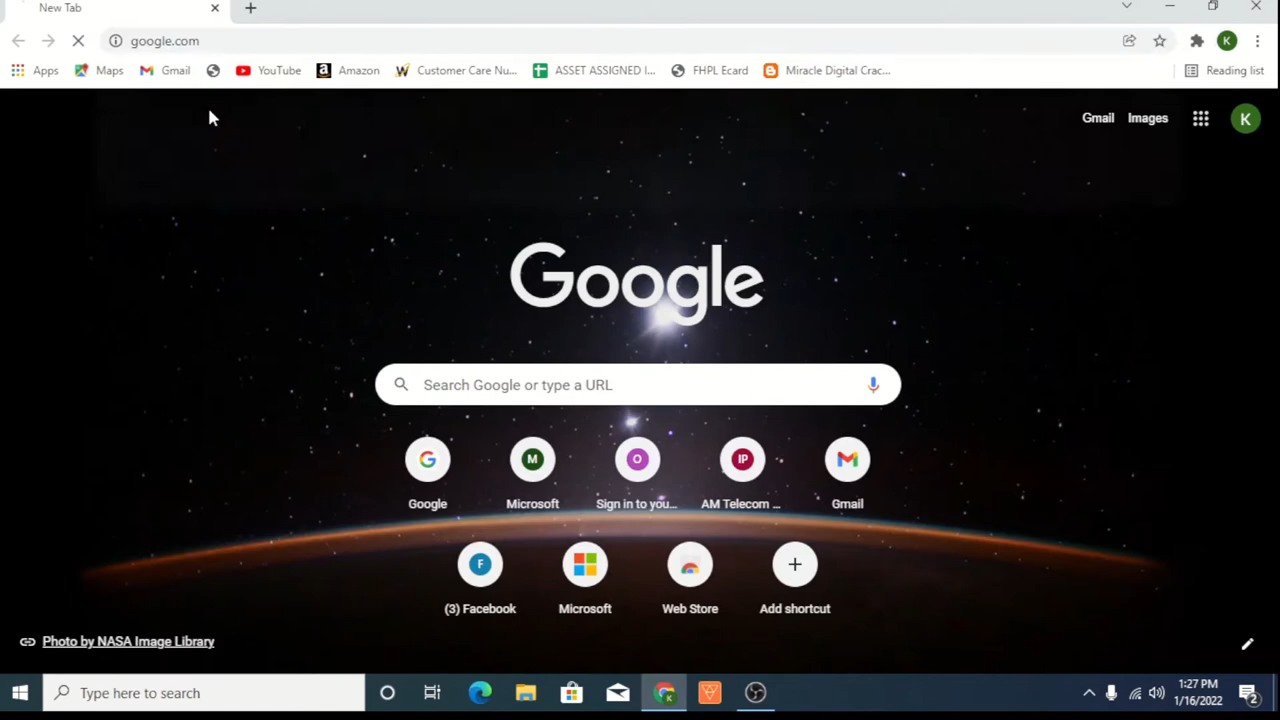 New Tab
google.com
Apps Maps Gmail YouTube Amazon Customer Care Nu... ASSET ASSIGNED I... FHPL Ecard Miracle Digital Crac... Reading list
K
Gmail Images K
Google
Search Google or type a URL
M O IP
Google Microsoft Sign in to you... AM Telecom ... Gmail
F
(3) Facebook Microsoft Web Store Add shortcut
Photo by NASA Image Library
Type here to search
1:27 PM
1/16/2022
2